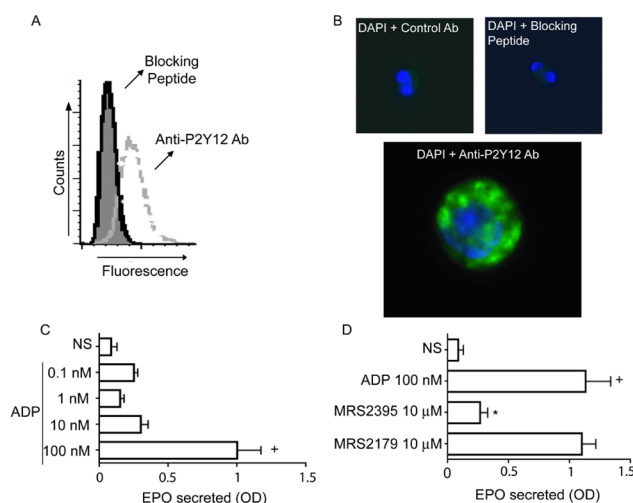 A
Blocking
Peptide
Anti-P2Y12 Ab
Counts
Fluorescence
B
DAPI + Control Ab
DAPI + Blocking
Peptide
DAPI + Anti-P2Y12 Ab
C
NS
0.1 nM
1 nM
ADP
10 nM
100 nM
+
0
0.5
1.0
1.5
EPO secreted (OD)
D
NS
ADP 100 nM
+
MRS2395 10 µM
*
MRS2179 10 µM
0
0.5
1
1.5
EPO secreted (OD)